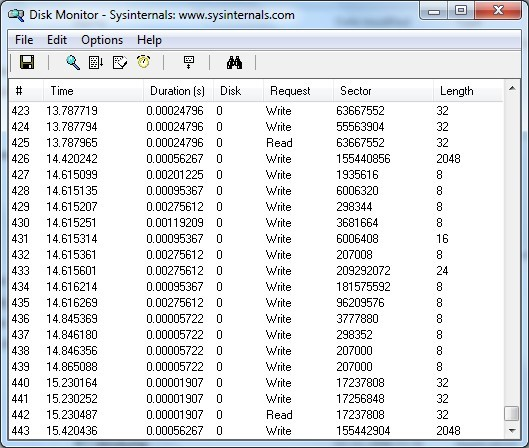 Disk Monitor - Sysinternals: www.sysinternals.com
File Edit Options Help
# Time Duration (s) Disk Request Sector Length
423 13.787719 0.00024796 0 Write 63667552 32
424 13.787794 0.00024796 0 Write 55563904 32
425 13.787965 0.00024796 0 Read 63667552 32
426 14.420242 0.00056267 0 Write 155440856 2048
427 14.615099 0.00201225 0 Write 1935616 8
428 14.615135 0.00095367 0 Write 6006320 8
429 14.615207 0.00275612 0 Write 298344 8
430 14.615251 0.00119209 0 Write 3681664 8
431 14.615314 0.00095367 0 Write 6006408 16
432 14.615361 0.00275612 0 Write 207008 8
433 14.615601 0.00275612 0 Write 209292072 24
434 14.616214 0.00095367 0 Write 181575592 8
435 14.616269 0.00275612 0 Write 96209576 8
436 14.845369 0.00005722 0 Write 3777880 8
437 14.846180 0.00005722 0 Write 298352 8
438 14.846356 0.00005722 0 Write 207000 8
439 14.865088 0.00005722 0 Write 207000 8
440 15.230164 0.00001907 0 Write 17237808 32
441 15.230252 0.00001907 0 Write 17256848 32
442 15.230487 0.00001907 0 Read 17237808 32
443 15.420436 0.00056267 0 Write 155442904 2048